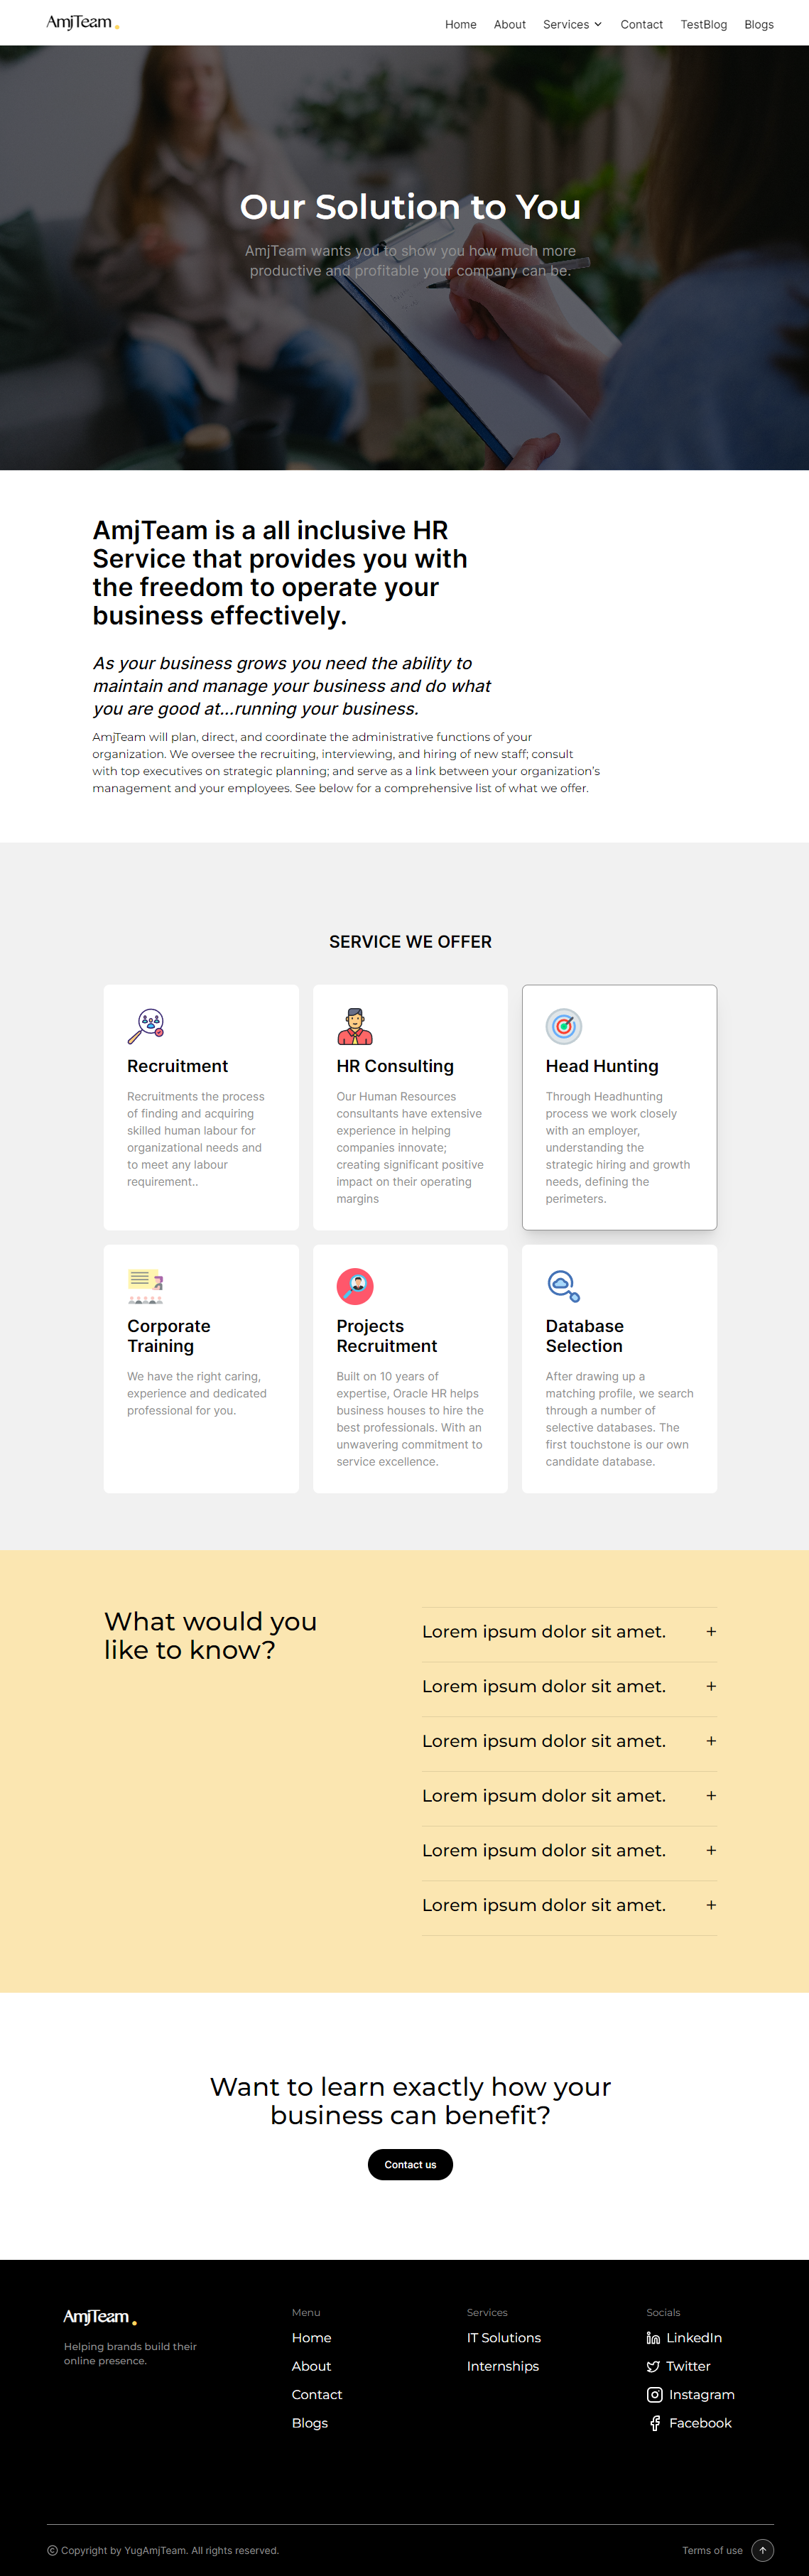 AmjTeam.
Home About Services Contact TestBlog Blogs
Our Solution to You
AmjTeam wants you to show you how much more
productive and profitable your company can be.
AmjTeam is a all inclusive HR
Service that provides you with
the freedom to operate your
business effectively.
As your business grows you need the ability to
maintain and manage your business and do what
you are good at...running your business.
AmjTeam will plan, direct, and coordinate the administrative functions of your
organization. We oversee the recruiting, interviewing, and hiring of new staff; consult
with top executives on strategic planning; and serve as a link between your organization's
management and your employees. See below for a comprehensive list of what we offer.
SERVICE WE OFFER
Recruitment
Recruitments the process
of finding and acquiring
skilled human labour for
organizational needs and
to meet any labour
requirement..
HR Consulting
Our Human Resources
consultants have extensive
experience in helping
companies innovate;
creating significant positive
impact on their operating
margins
Head Hunting
Through Headhunting
process we work closely
with an employer,
understanding the
strategic hiring and growth
needs, defining the
perimeters.
Corporate
Training
We have the right caring,
experience and dedicated
professional for you.
Projects
Recruitment
Built on 10 years of
expertise, Oracle HR helps
business houses to hire the
best professionals. With an
unwavering commitment to
service excellence.
Database
Selection
After drawing up a
matching profile, we search
through a number of
selective databases. The
first touchstone is our own
candidate database.
What would you
like to know?
Lorem ipsum dolor sit amet. +
Lorem ipsum dolor sit amet. +
Lorem ipsum dolor sit amet. +
Lorem ipsum dolor sit amet. +
Lorem ipsum dolor sit amet. +
Lorem ipsum dolor sit amet. +
Want to learn exactly how your
business can benefit?
Contact us
AmjTeam.
Helping brands build their
online presence.
Menu
Home
About
Contact
Blogs
Services
IT Solutions
Internships
Socials
LinkedIn
Twitter
Instagram
Facebook
© Copyright by YugAmjTeam. All rights reserved.
Terms of use